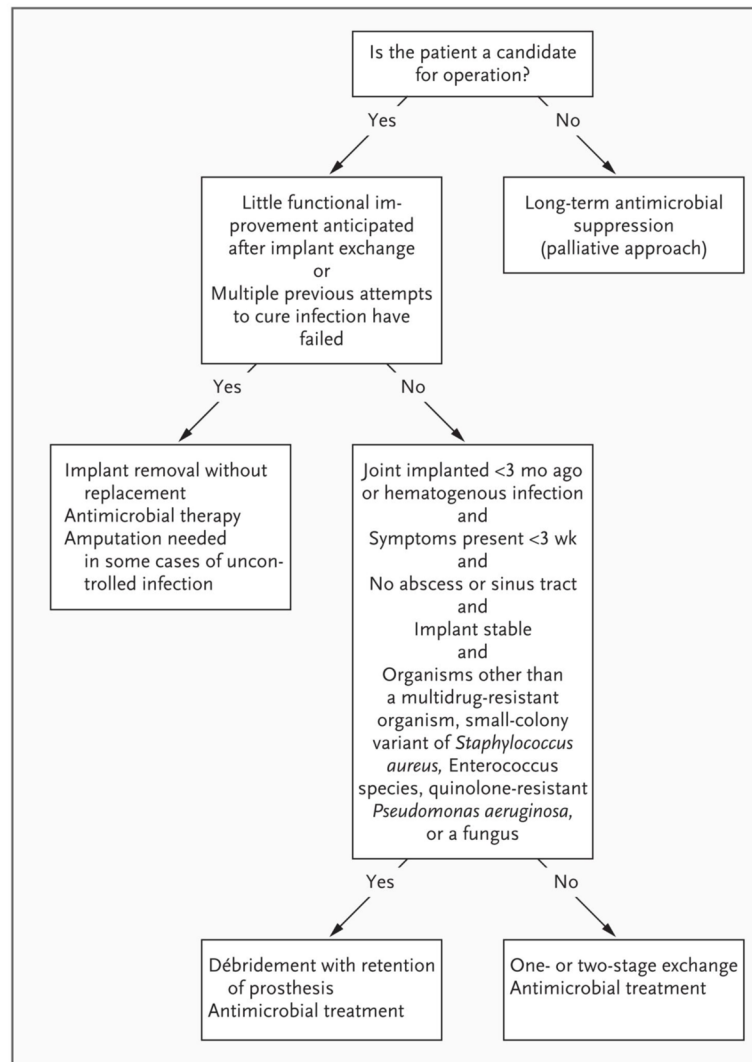 Is the patient a candidate
for operation?
Yes
No
Little functional im-
provement anticipated
after implant exchange
or
Multiple previous attempts
to cure infection have
failed
Long-term antimicrobial
suppression
(palliative approach)
Yes
No
Implant removal without
replacement
Antimicrobial therapy
Amputation needed
in some cases of uncon-
trolled infection
Joint implanted <3 mo ago
or hematogenous infection
and
Symptoms present <3 wk
and
No abscess or sinus tract
and
Implant stable
and
Organisms other than
a multidrug-resistant
organism, small-colony
variant of Staphylococcus
aureus, Enterococcus
species, quinolone-resistant
Pseudomonas aeruginosa,
or a fungus
Yes
No
Débridement with retention
of prosthesis
Antimicrobial treatment
One- or two-stage exchange
Antimicrobial treatment